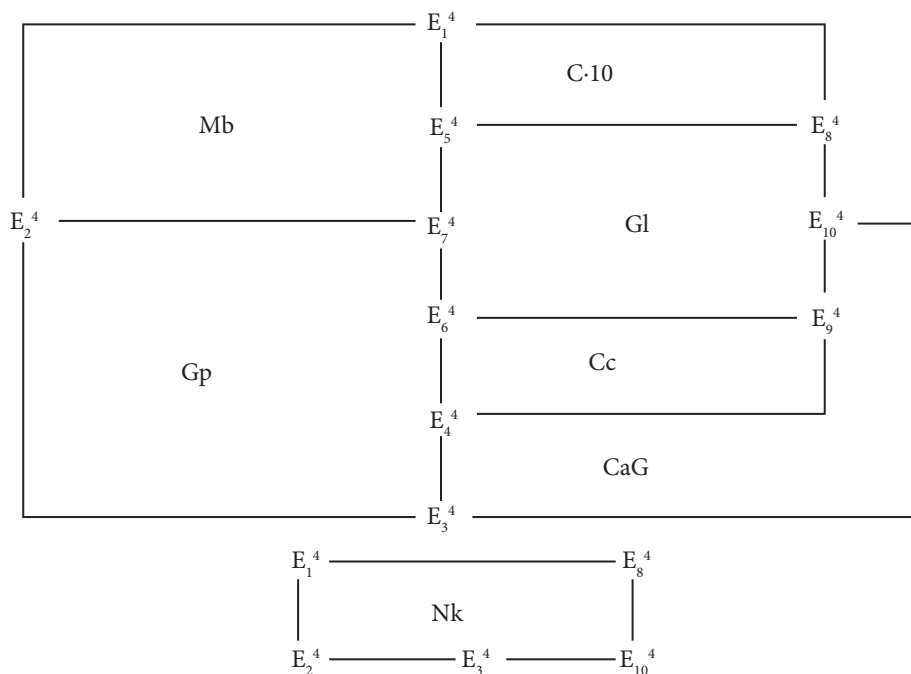 E₁⁴
C·10
Mb
E₅⁴ E₈⁴
E₂⁴ E₇⁴ Gl E₁₀⁴
E₆⁴ E₉⁴
Gp Cc
E₄⁴
CaG
E₃⁴
E₁⁴ E₈⁴
Nk
E₂⁴ E₃⁴ E₁₀⁴